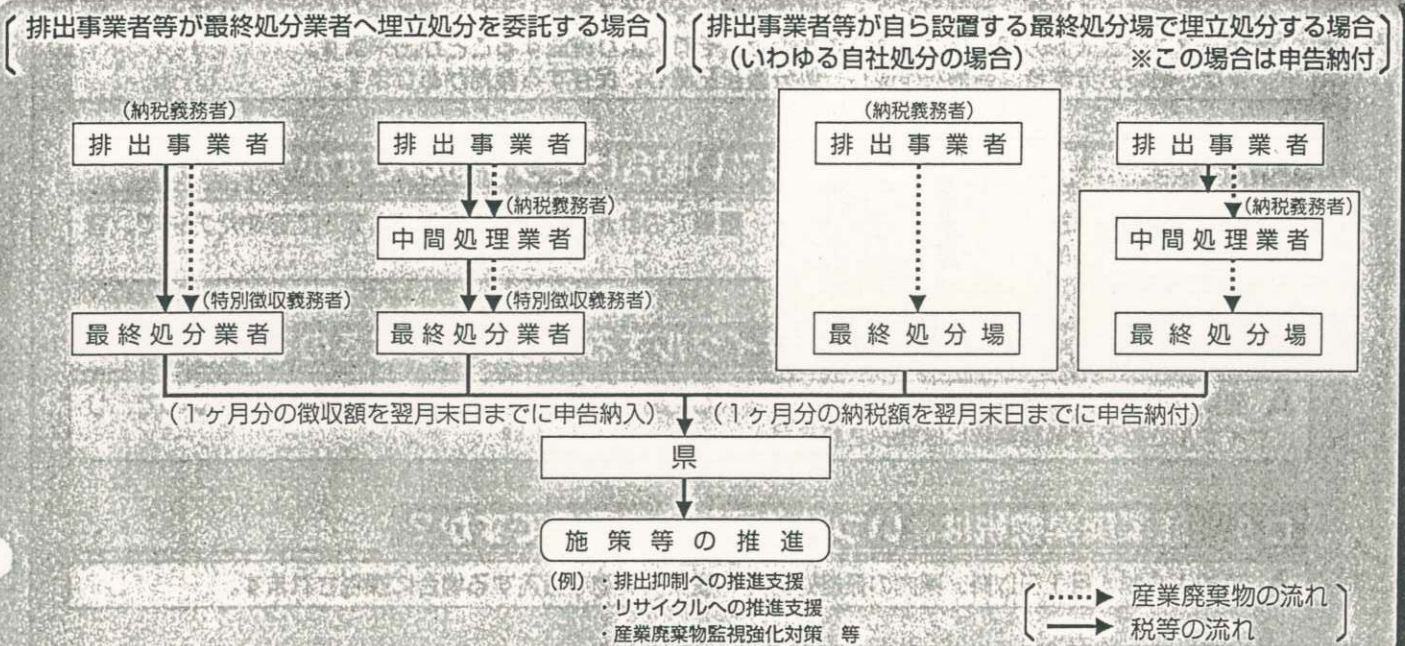 排出事業者等が最終処分業者へ埋立処分を委託する場合
排出事業者等が自ら設置する最終処分場で埋立処分する場合
(いわゆる自社処分の場合) ※この場合は申告納付
(納税義務者)
排出事業者
(特別徴収義務者)
最終処分業者
排出事業者
(納税義務者)
中間処理業者
(特別徴収義務者)
最終処分業者
(納税義務者)
排出事業者
最終処分場
排出事業者
(納税義務者)
中間処理業者
最終処分場
(1ヶ月分の徴収額を翌月末日までに申告納入)
(1ヶ月分の納税額を翌月末日までに申告納付)
県
施策等の推進
(例)・排出抑制への推進支援
・リサイクルへの推進支援
・産業廃棄物監視強化対策 等
産業廃棄物の流れ
税等の流れ